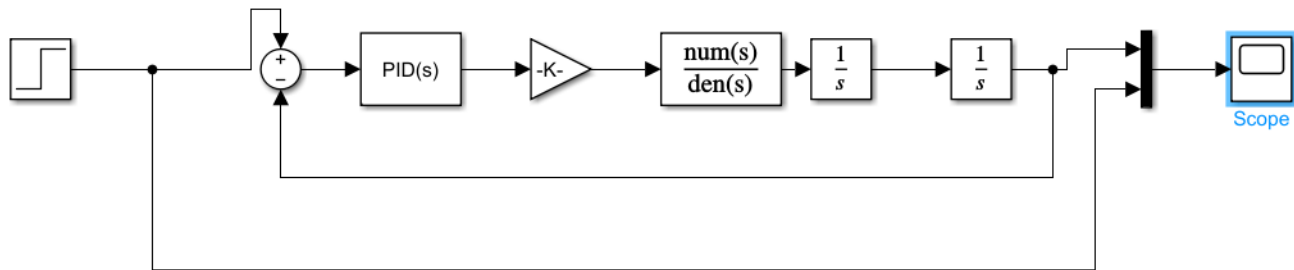 +
−
PID(s)
-K-
num(s)
den(s)
1
s
1
s
Scope